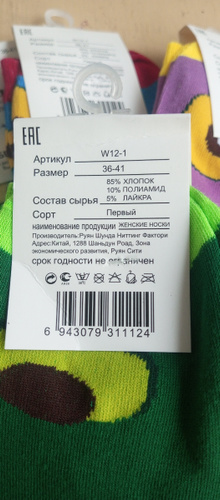 EAC
Артикул W12-1
Размер 36-41
85% ХЛОПОК
10% ПОЛИАМИД
Состав сырья 5% ЛАЙКРА
Сорт Первый
наименование продукции ЖЕНСКИЕ НОСКИ
Производитель: Руян Шунда Ниттинг Фактори
Адрес: Китай, 1288 Шаньдун Роад, Зона
экономического развития, Руян Сити
срок годности не ограничен
6 943079 311124